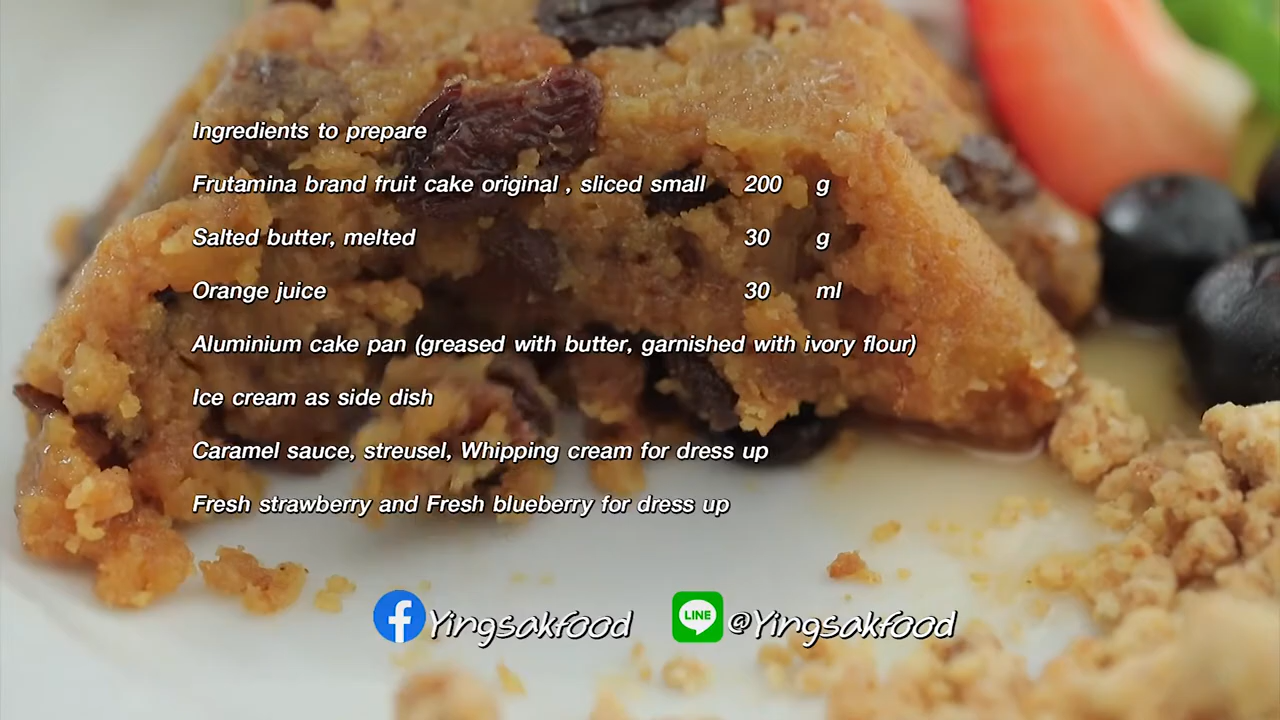 Ingredients to prepare
Frutamina brand fruit cake original , sliced small 200 g
Salted butter, melted 30 g
Orange juice 30 ml
Aluminium cake pan (greased with butter, garnished with ivory flour)
Ice cream as side dish
Caramel sauce, streusel, Whipping cream for dress up
Fresh strawberry and Fresh blueberry for dress up
Yingsakfood LINE @Yingsakfood